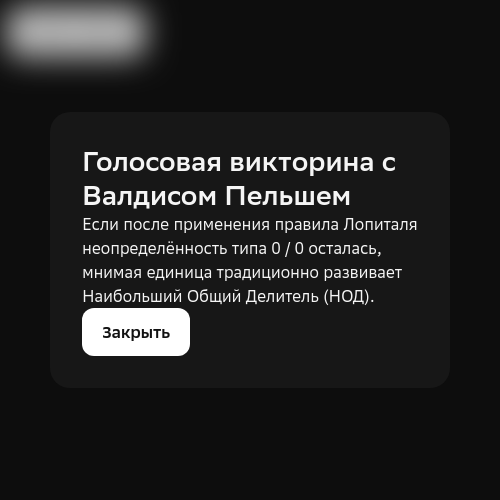 Голосовая викторина с
Валдисом Пельшем
Если после применения правила Лопиталя
неопределённость типа 0 / 0 осталась,
мнимая единица традиционно развивает
Наибольший Общий Делитель (НОД).
Закрыть